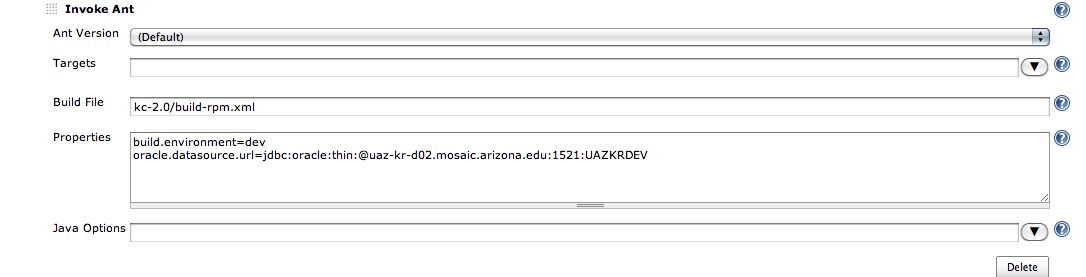 Invoke Ant
Ant Version
(Default)
Targets
Build File
kc-2.0/build-rpm.xml
Properties
build.environment=dev
oracle.datasource.url=jdbc:oracle:thin:@uaz-kr-d02.mosaic.arizona.edu:1521:UAZKRDEV
Java Options
Delete